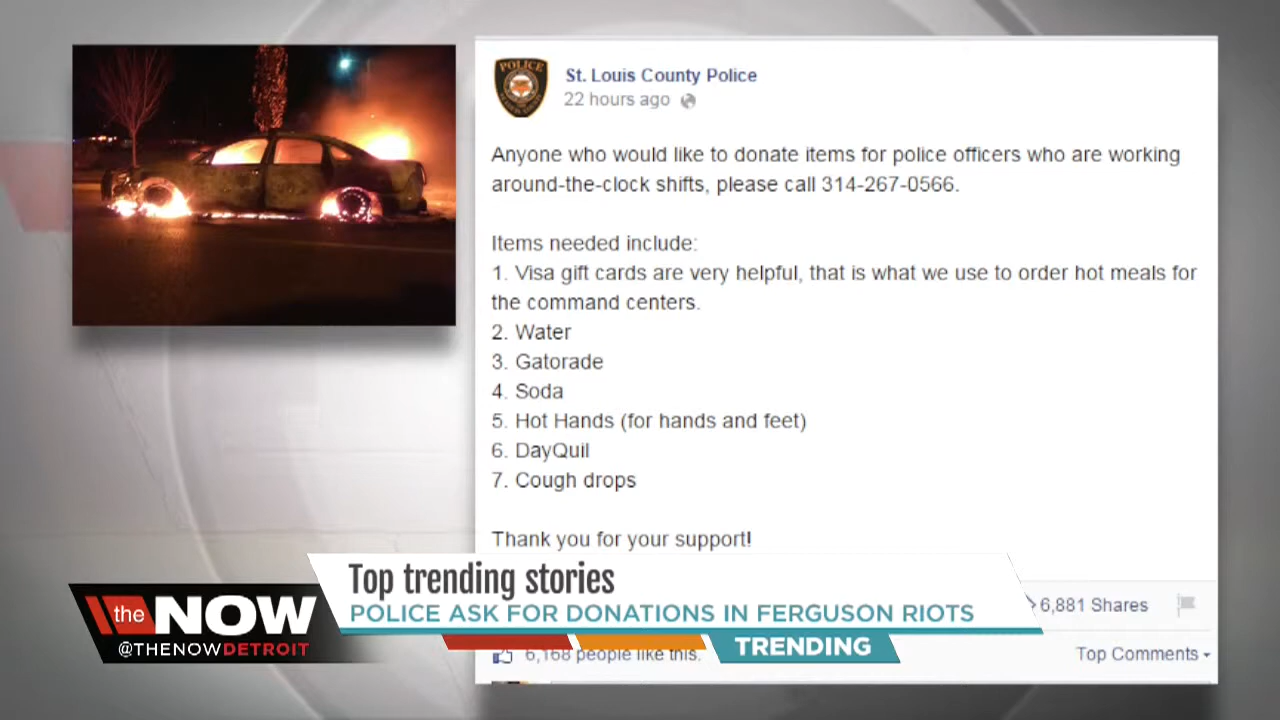 POLICE
St. Louis County Police
22 hours ago
Anyone who would like to donate items for police officers who are working
around-the-clock shifts, please call 314-267-0566.
Items needed include:
1. Visa gift cards are very helpful, that is what we use to order hot meals for
the command centers.
2. Water
3. Gatorade
4. Soda
5. Hot Hands (for hands and feet)
6. DayQuil
7. Cough drops
Thank you for your support!
6,881 Shares
6,168 people like this.
Top Comments
Top trending stories
POLICE ASK FOR DONATIONS IN FERGUSON RIOTS
TRENDING
the NOW
@THENOWDETROIT